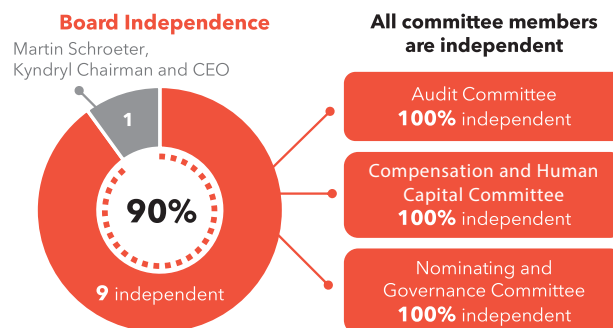 Board Independence
Martin Schroeter,
Kyndryl Chairman and CEO
1
90%
9 independent
All committee members
are independent
Audit Committee
100% independent
Compensation and Human
Capital Committee
100% independent
Nominating and
Governance Committee
100% independent